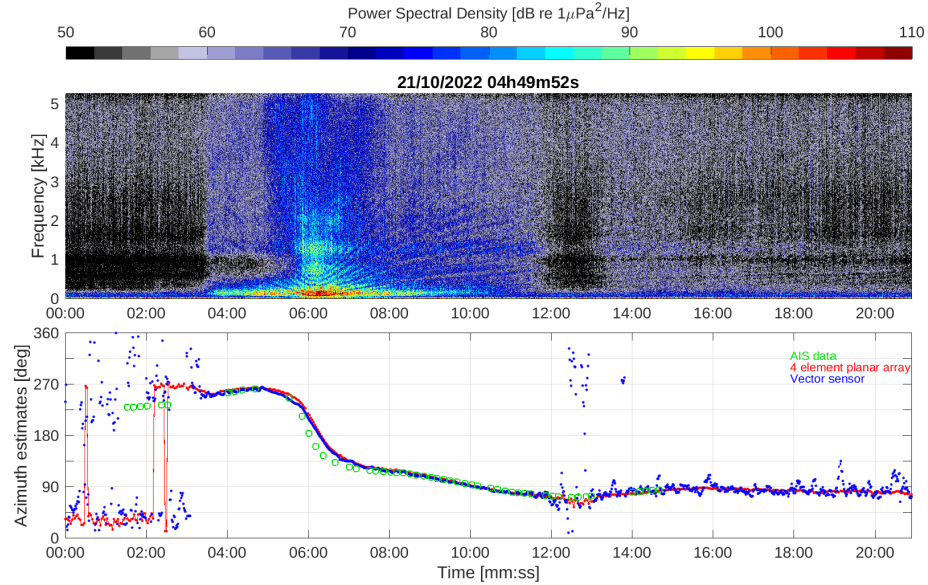 Power Spectral Density [dB re 1μPa²/Hz]
50 60 70 80 90 100 110
21/10/2022 04h49m52s
Frequency [kHz]
5
4
3
2
1
0
00:00 02:00 04:00 06:00 08:00 10:00 12:00 14:00 16:00 18:00 20:00
Azimuth estimates [deg]
360
270
180
90
0
AIS data
4 element planar array
Vector sensor
00:00 02:00 04:00 06:00 08:00 10:00 12:00 14:00 16:00 18:00 20:00
Time [mm:ss]